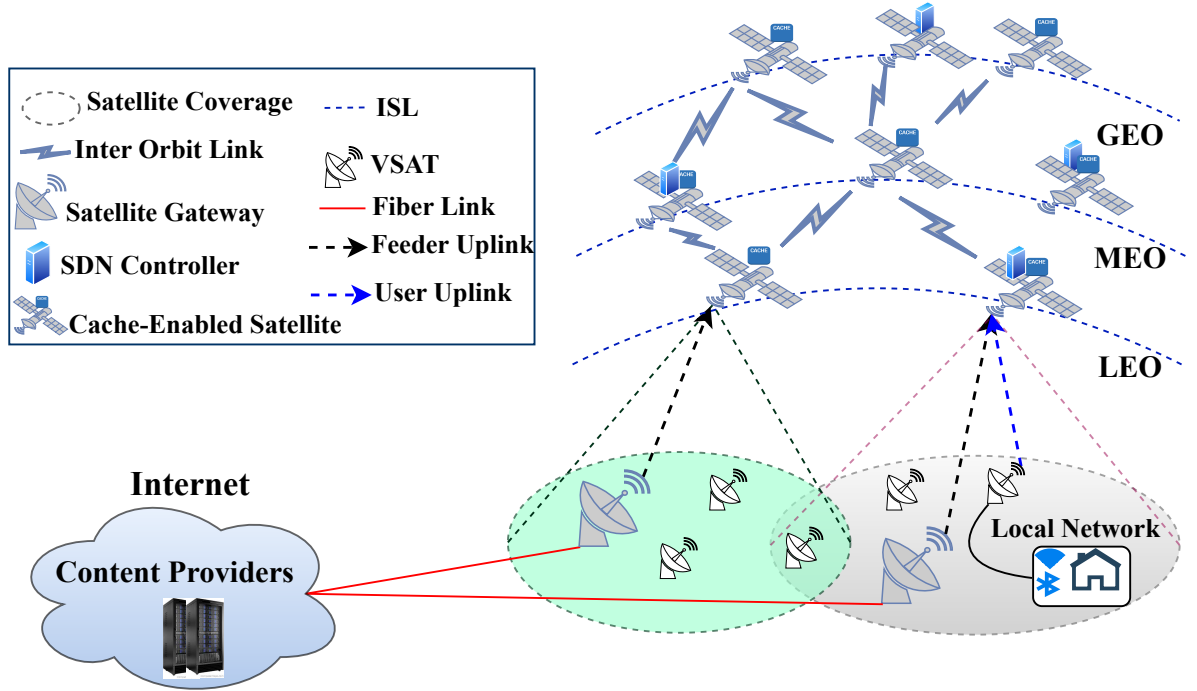 CACHE
CACHE
Satellite Coverage
ISL
GEO
Inter Orbit Link
CACHE
CACHE
VSAT
CACHE
Satellite Gateway
Fiber Link
Feeder Uplink
SDN Controller
CACHE
CACHE
MEO
User Uplink
CACHE
Cache-Enabled Satellite
LEO
Internet
Local Network
Content Providers